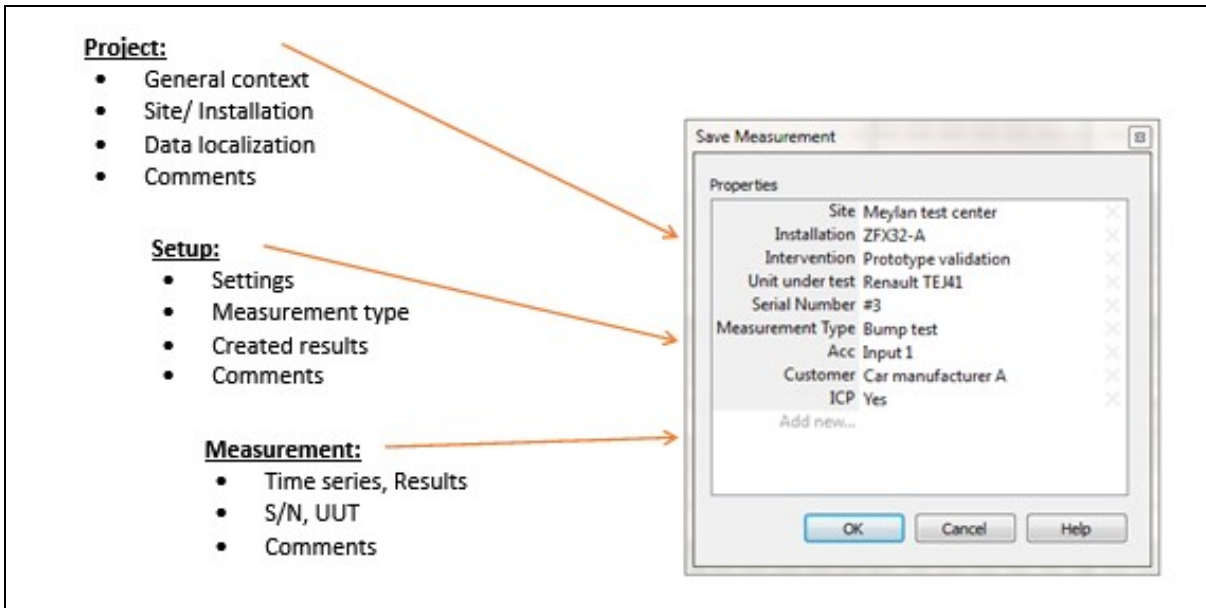 Project:
• General context
• Site/ Installation
• Data localization
• Comments
Setup:
• Settings
• Measurement type
• Created results
• Comments
Measurement:
• Time series, Results
• S/N, UUT
• Comments
Save Measurement
Properties
Site Meylan test center
Installation ZFX32-A
Intervention Prototype validation
Unit under test Renault TEJ41
Serial Number #3
Measurement Type Bump test
Acc Input 1
Customer Car manufacturer A
ICP Yes
Add new...
OK Cancel Help